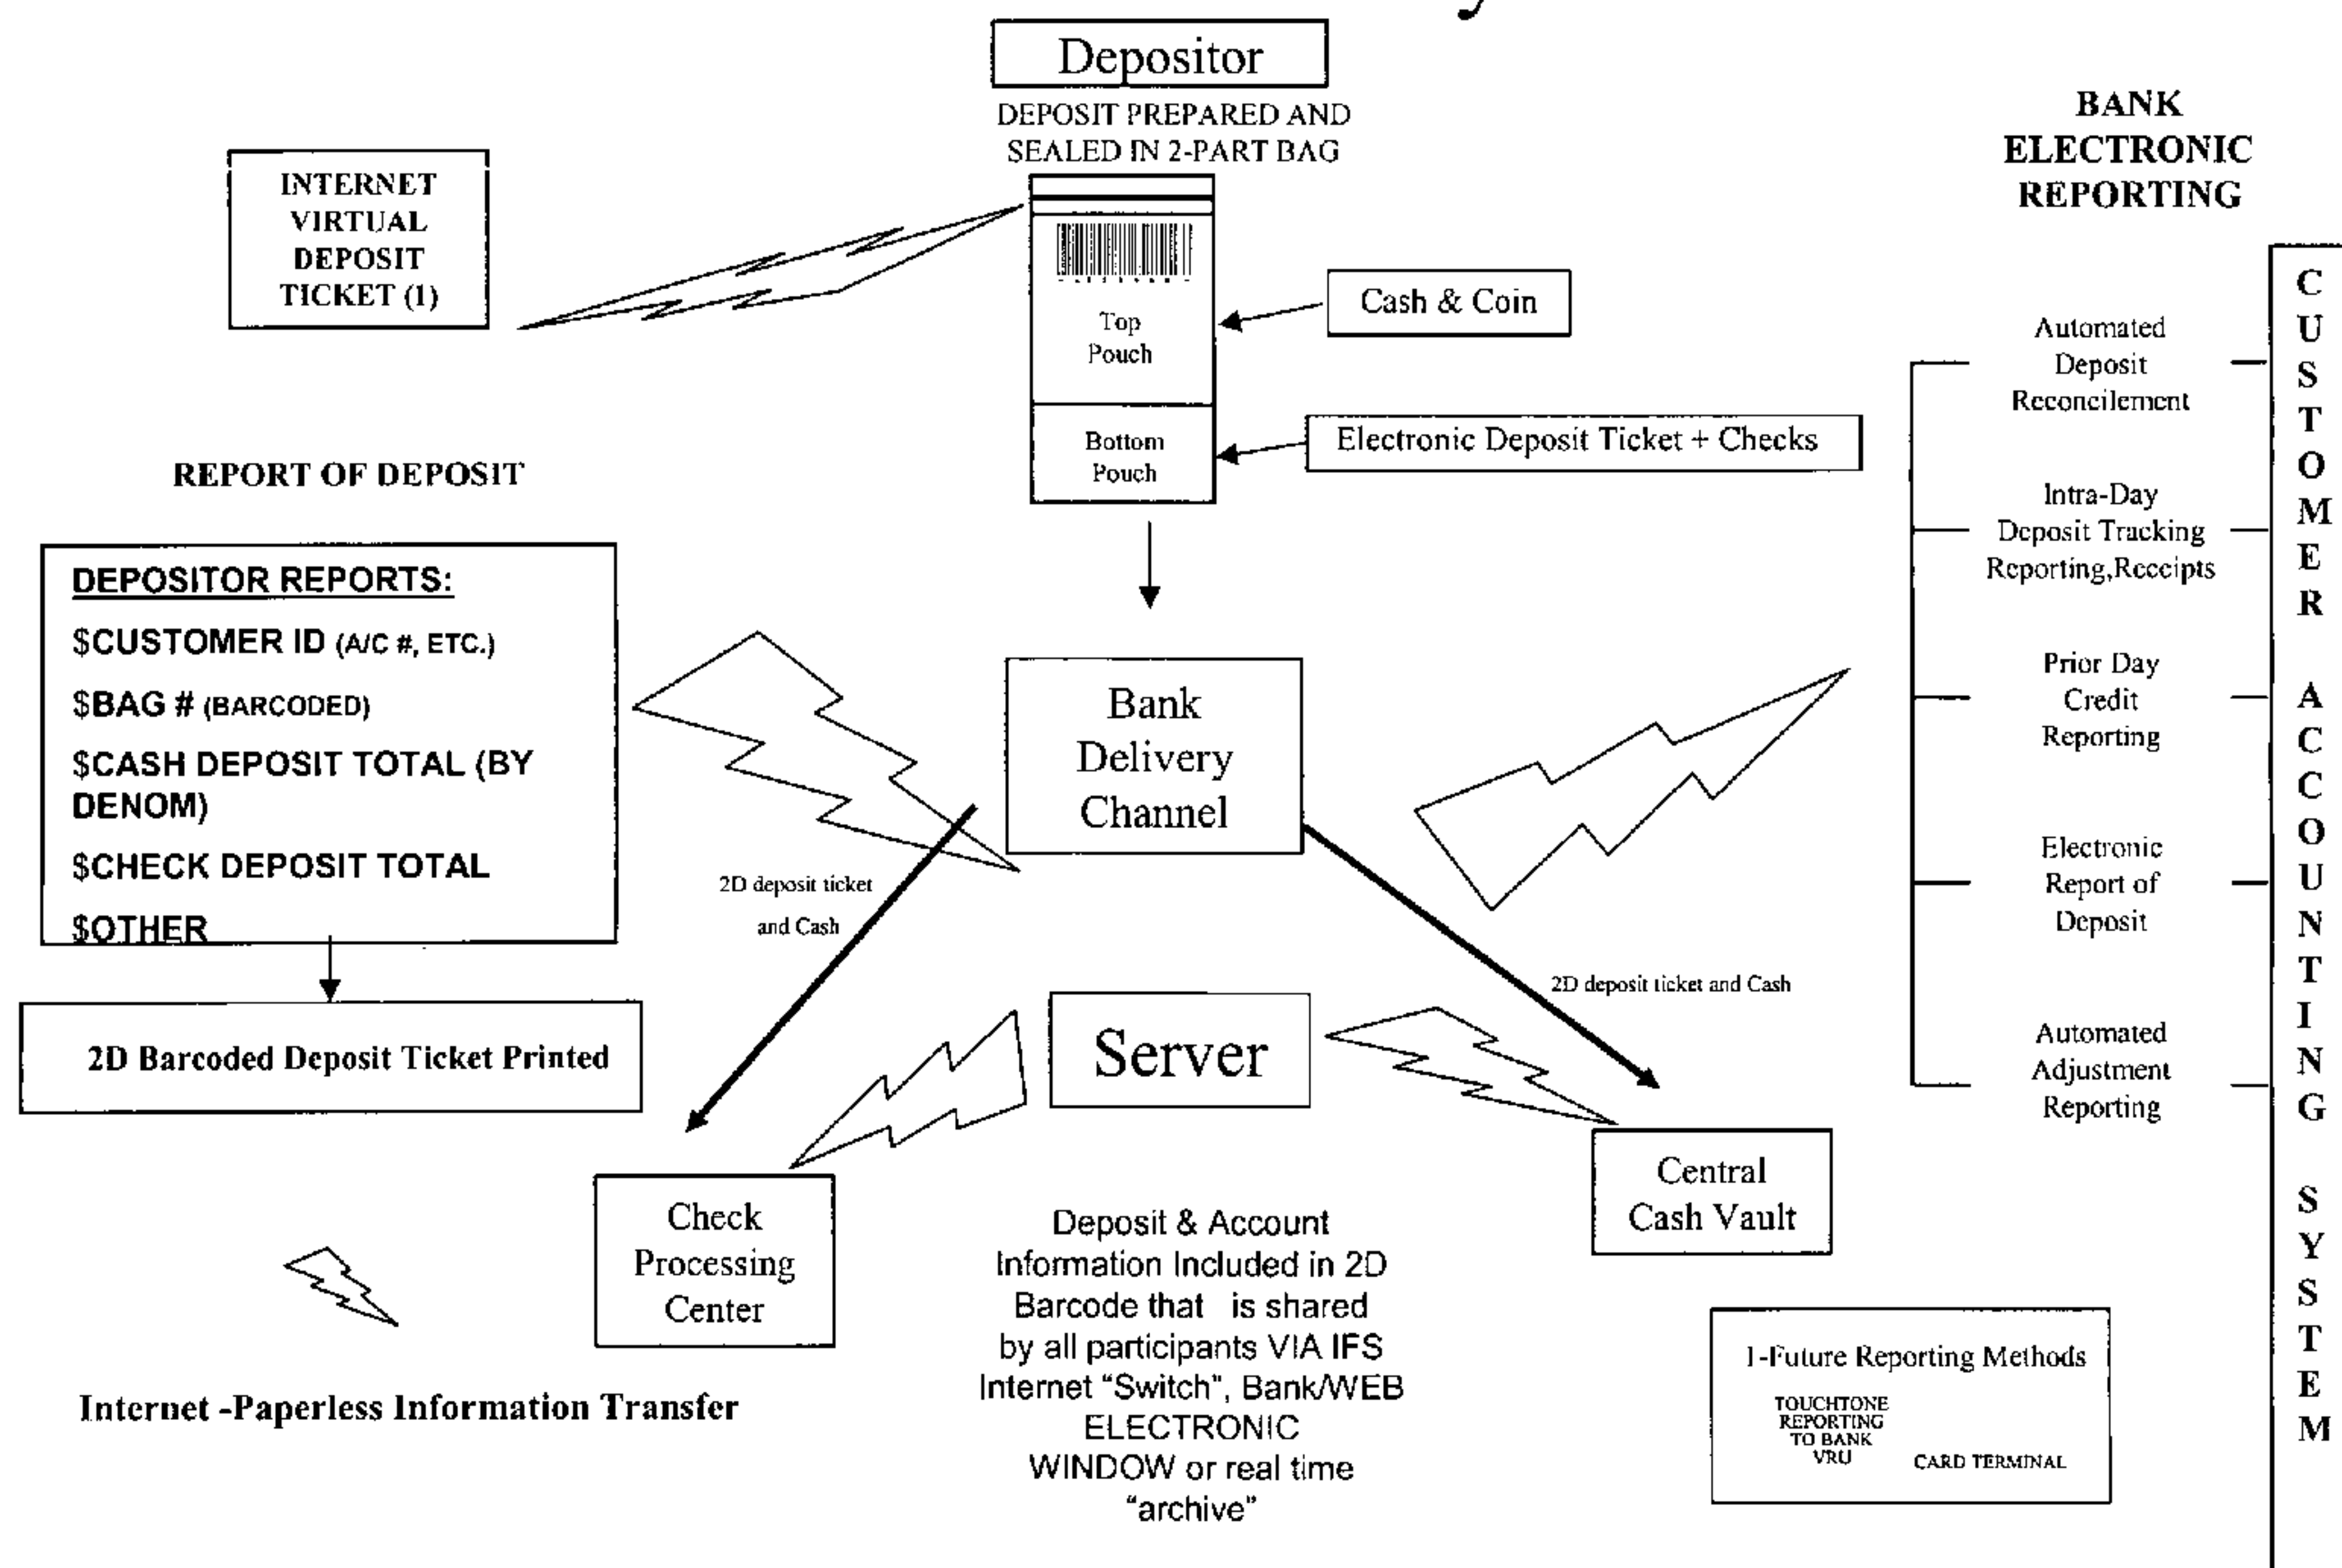 Depositor
DEPOSIT PREPARED AND
SEALED IN 2-PART BAG
INTERNET
VIRTUAL
DEPOSIT
TICKET (1)
Top
Pouch
Bottom
Pouch
Cash & Coin
Electronic Deposit Ticket + Checks
REPORT OF DEPOSIT
DEPOSITOR REPORTS:
$CUSTOMER ID (A/C #, ETC.)
$BAG # (BARCODED)
$CASH DEPOSIT TOTAL (BY
DENOM)
$CHECK DEPOSIT TOTAL
$OTHER
2D Barcoded Deposit Ticket Printed
Bank
Delivery
Channel
2D deposit ticket
and Cash
2D deposit ticket and Cash
Server
Check
Processing
Center
Central
Cash Vault
Deposit & Account
Information Included in 2D
Barcode that is shared
by all participants VIA IFS
Internet “Switch”, Bank/WEB
ELECTRONIC
WINDOW or real time
“archive”
Internet -Paperless Information Transfer
BANK
ELECTRONIC
REPORTING
Automated
Deposit
Reconcilement
Intra-Day
Deposit Tracking
Reporting,Receipts
Prior Day
Credit
Reporting
Electronic
Report of
Deposit
Automated
Adjustment
Reporting
CUSTOMER ACCOUNTING SYSTEM
1-Future Reporting Methods
TOUCHTONE
REPORTING
TO BANK
VRU
CARD TERMINAL